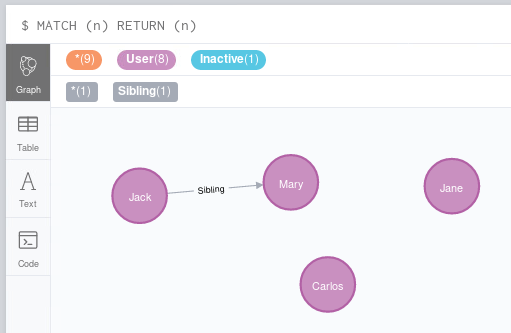 $ MATCH (n) RETURN (n)
*(9) User(8) Inactive(1)
*(1) Sibling(1)
Graph
Table
Text
Code
Jack
Sibling
Mary
Jane
Carlos